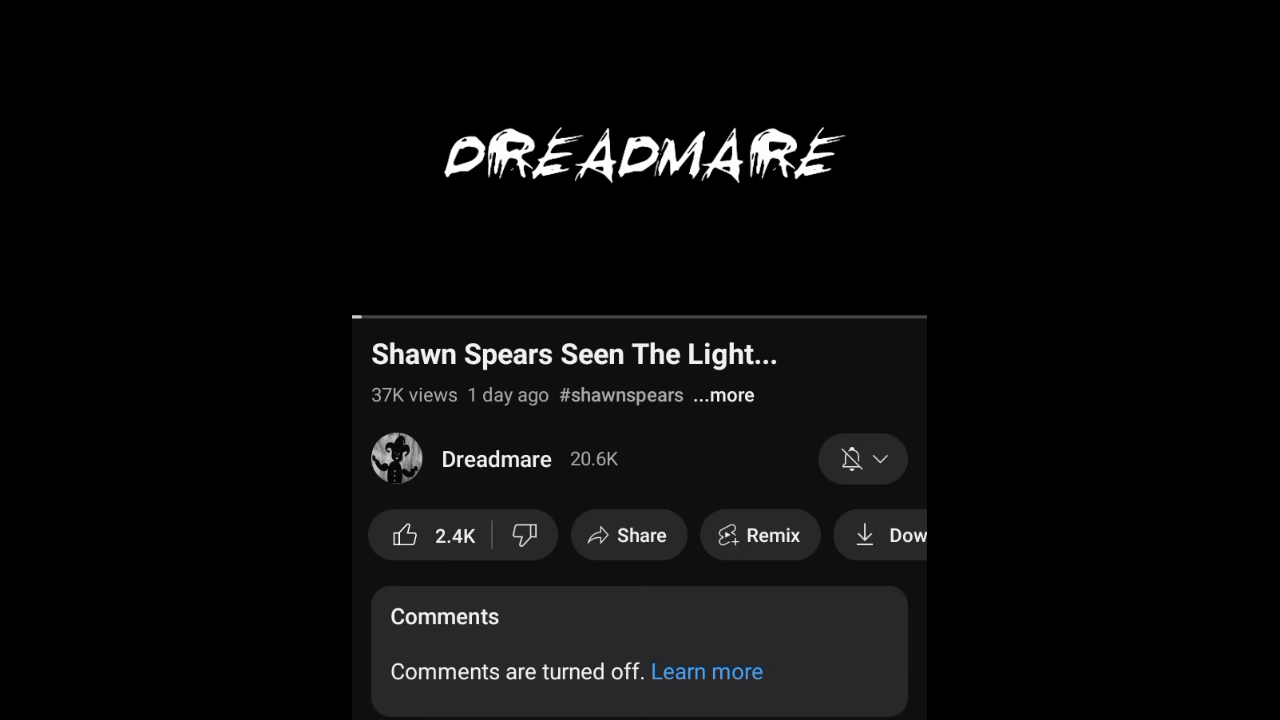 DREADMARE
Shawn Spears Seen The Light...
37K views 1 day ago #shawnspears ...more
Dreadmare 20.6K
2.4K Share Remix Dow
Comments
Comments are turned off. Learn more